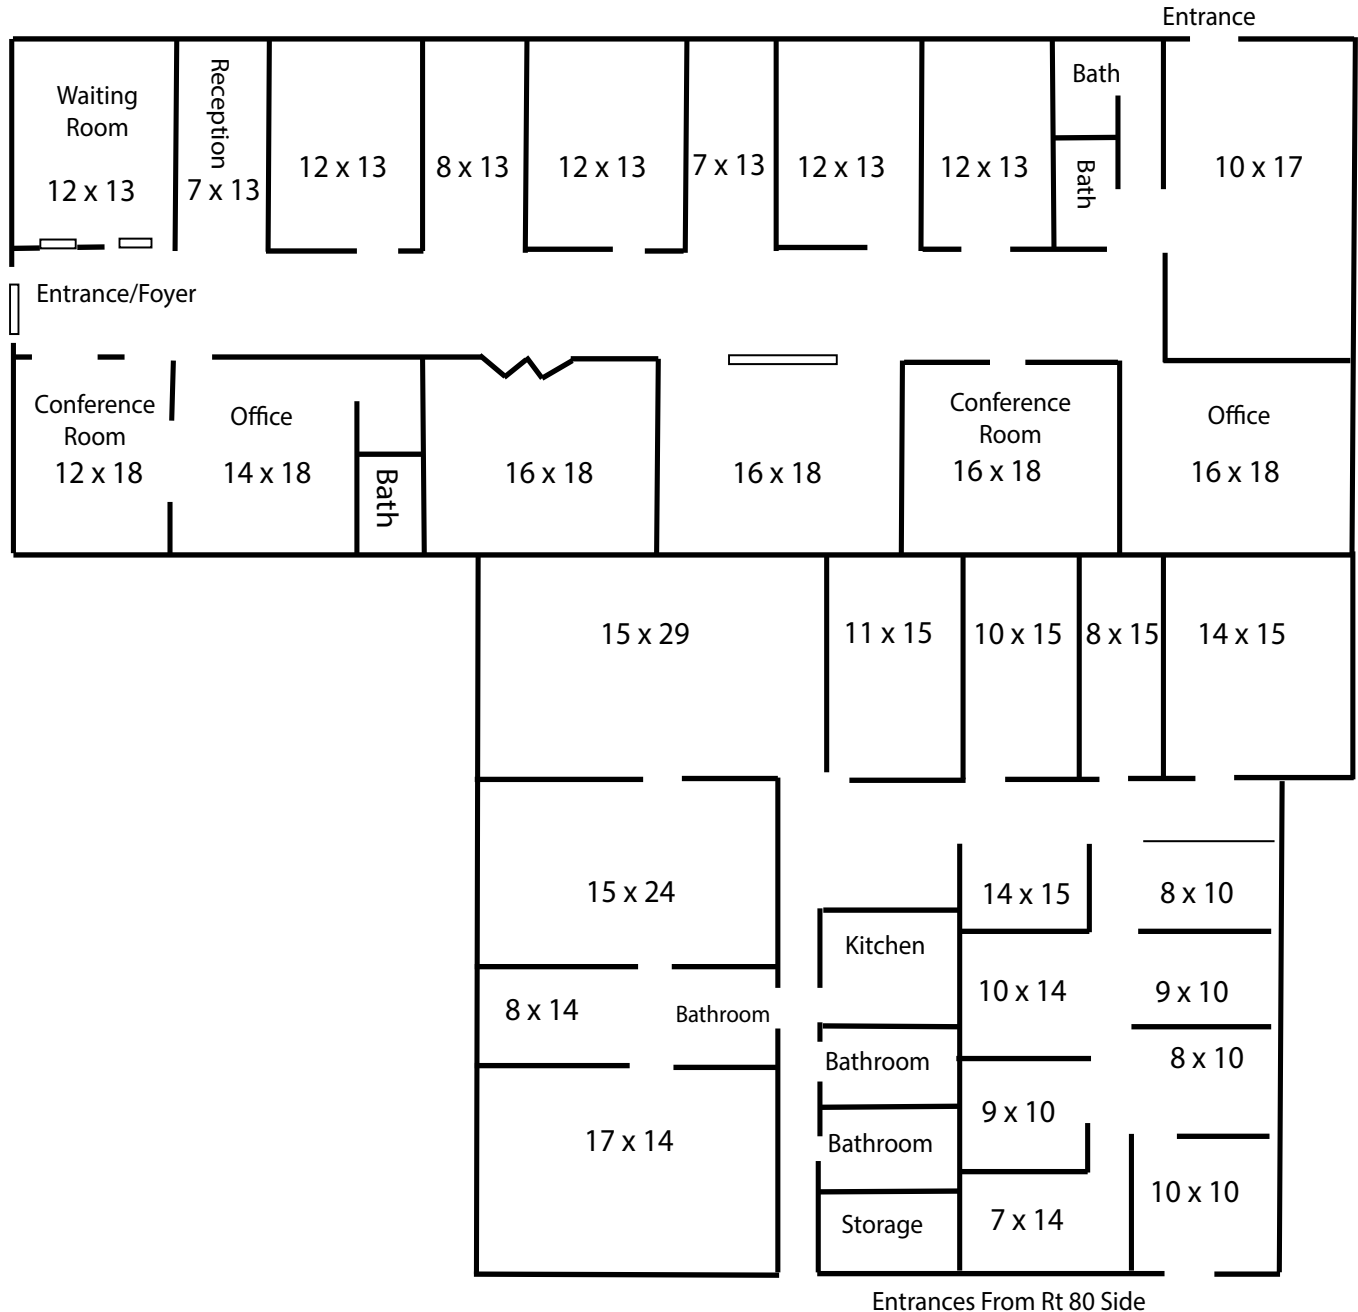 Entrance
Waiting
Room
12 x 13
Reception
7 x 13
12 x 13
8 x 13
12 x 13
7 x 13
12 x 13
12 x 13
Bath
Bath
10 x 17
Entrance/Foyer
Conference
Room
12 x 18
Office
14 x 18
Bath
16 x 18
16 x 18
Conference
Room
16 x 18
Office
16 x 18
15 x 29
11 x 15
10 x 15
8 x 15
14 x 15
15 x 24
14 x 15
8 x 10
Kitchen
8 x 14
Bathroom
10 x 14
9 x 10
Bathroom
8 x 10
9 x 10
17 x 14
Bathroom
10 x 10
Storage
7 x 14
Entrances From Rt 80 Side